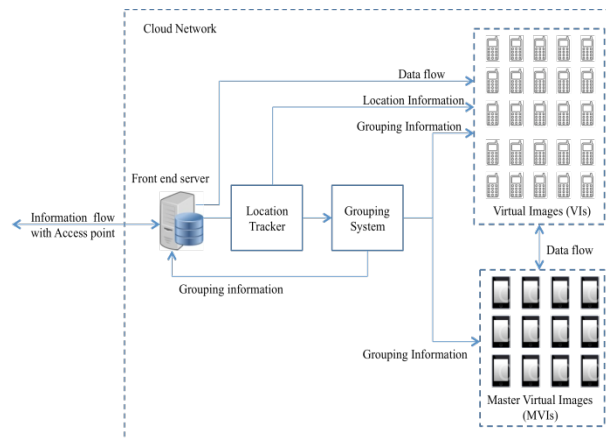 Cloud Network
Data flow
Location Information
Grouping Information
Front end server
Information flow
with Access point
Location
Tracker
Grouping
System
Virtual Images (VIs)
Data flow
Grouping information
Grouping Information
Master Virtual Images
(MVIs)